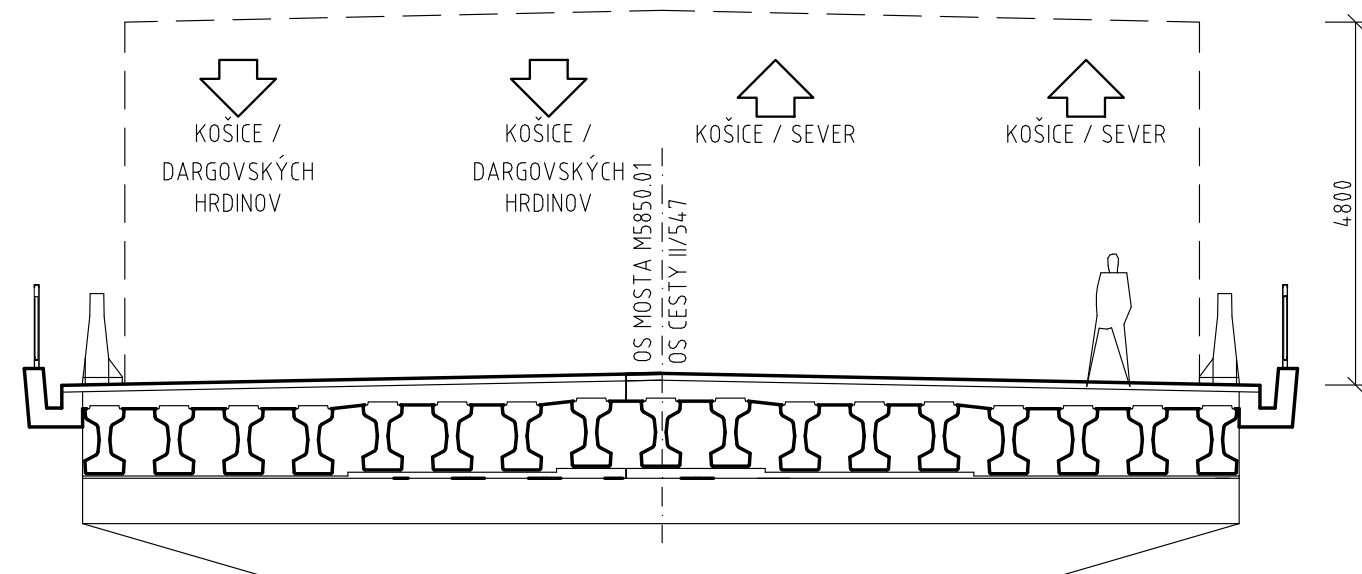 KOŠICE /
DARGOVSKÝCH
HRDINOV
KOŠICE /
DARGOVSKÝCH
HRDINOV
KOŠICE / SEVER
KOŠICE / SEVER
OS MOSTA M5850.01
OS CESTY II/547
4800